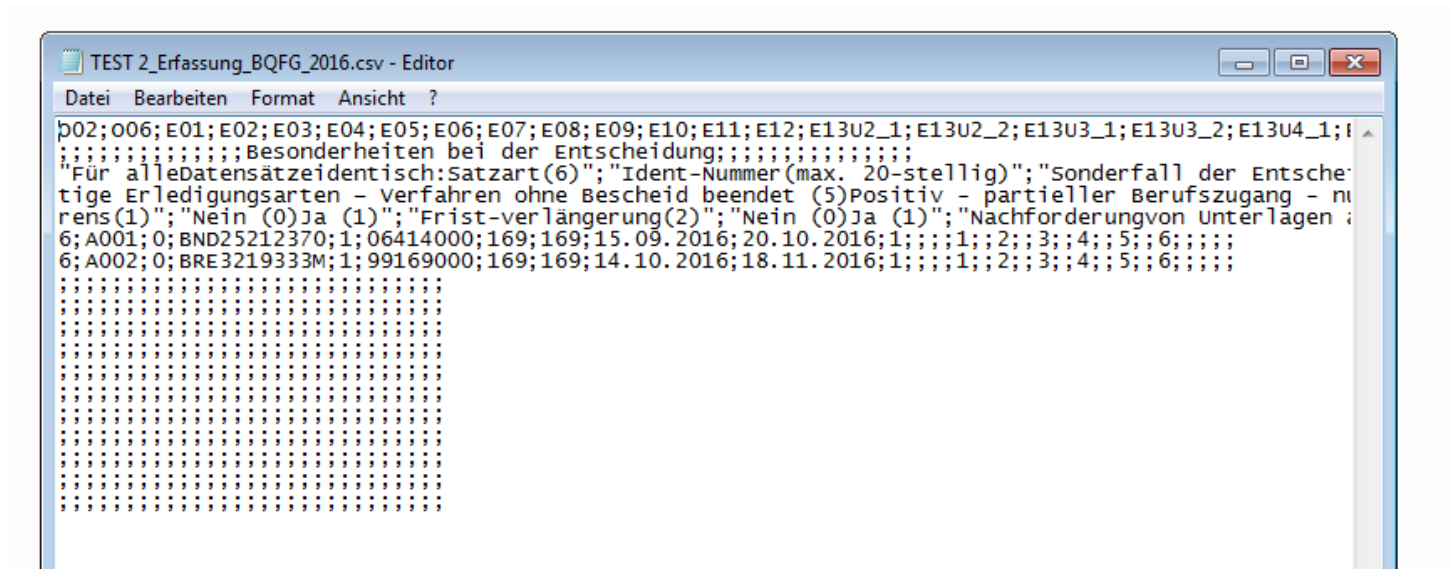 O02;O06;E01;E02;E03;E04;E05;E06;E07;E08;E09;E10;E11;E12;E13U2_1;E13U2_2;E13U3_1;E13U3_2;E13U4_1;
TEST 2_Erfassung_BQFG_2016.csv - Editor
Datei Bearbeiten Format Ansicht ?
;;;;;;;;;;;;;;Besonderheiten bei der Entscheidung;;;;;;;;;;;;;;;
"Für alleDatensätzeidentisch:Satzart(6)";"Ident-Nummer(max. 20-stellig)";"Sonderfall der Entsche
tige Erledigungsarten – Verfahren ohne Bescheid beendet (5)Positiv – partieller Berufszugang – nu
rens(1)";"Nein (0)Ja (1)";"Frist-verlängerung(2)";"Nein (0)Ja (1)";"Nachforderungvon Unterlagen a
6;A001;0;BND25212370;1;06414000;169;169;15.09.2016;20.10.2016;1;;;;1;;2;;3;;4;;5;;6;;;;;
6;A002;0;BRE3219333M;1;99169000;169;169;14.10.2016;18.11.2016;1;;;;1;;2;;3;;4;;5;;6;;;;;
;;;;;;;;;;;;;;;;;;;;;;;;;;;;;
;;;;;;;;;;;;;;;;;;;;;;;;;;;;;
;;;;;;;;;;;;;;;;;;;;;;;;;;;;;
;;;;;;;;;;;;;;;;;;;;;;;;;;;;;
;;;;;;;;;;;;;;;;;;;;;;;;;;;;;
;;;;;;;;;;;;;;;;;;;;;;;;;;;;;
;;;;;;;;;;;;;;;;;;;;;;;;;;;;;
;;;;;;;;;;;;;;;;;;;;;;;;;;;;;
;;;;;;;;;;;;;;;;;;;;;;;;;;;;;
;;;;;;;;;;;;;;;;;;;;;;;;;;;;;
;;;;;;;;;;;;;;;;;;;;;;;;;;;;;